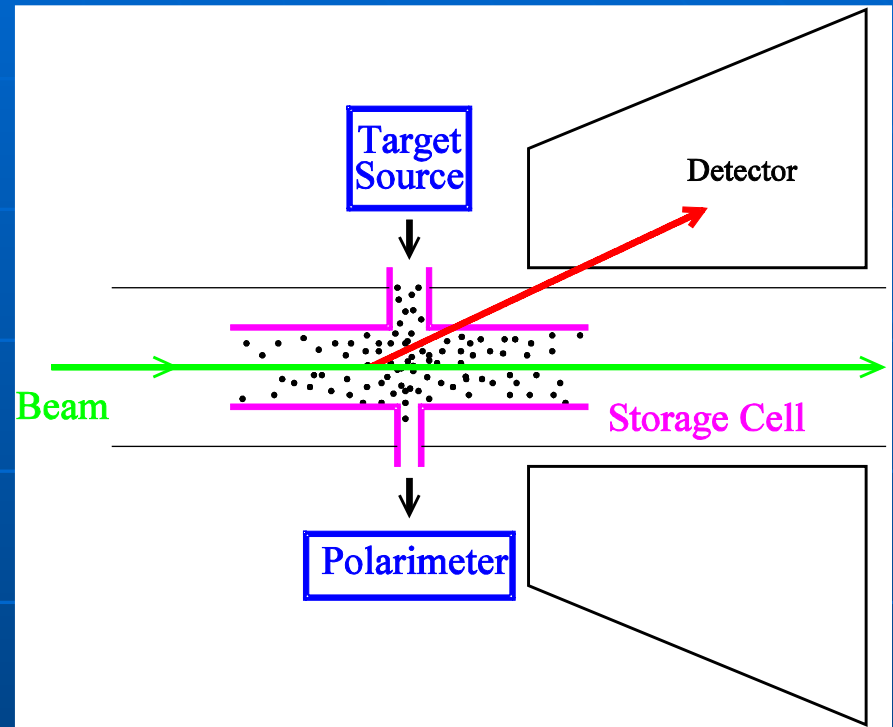 Target
Source
Detector
Beam
Storage Cell
Polarimeter